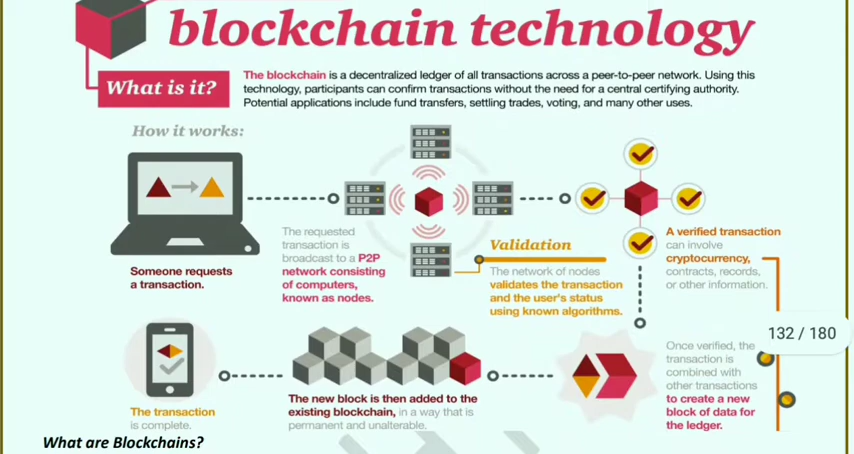 blockchain technology
What is it?
The blockchain is a decentralized ledger of all transactions across a peer-to-peer network. Using this
technology, participants can confirm transactions without the need for a central certifying authority.
Potential applications include fund transfers, settling trades, voting, and many other uses.
How it works:
Someone requests
a transaction.
The requested
transaction is
broadcast to a P2P
network consisting
of computers,
known as nodes.
Validation
The network of nodes
validates the transaction
and the user's status
using known algorithms.
A verified transaction
can involve
cryptocurrency,
contracts, records,
or other information.
132 / 180
Once verified, the
transaction is
combined with
other transactions
to create a new
block of data for
the ledger.
The new block is then added to the
existing blockchain, in a way that is
permanent and unalterable.
The transaction
is complete.
What are Blockchains?